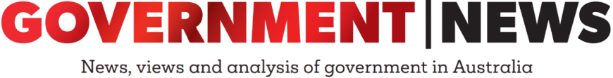 GOVERNMENT|NEWS
News, views and analysis of government in Australia